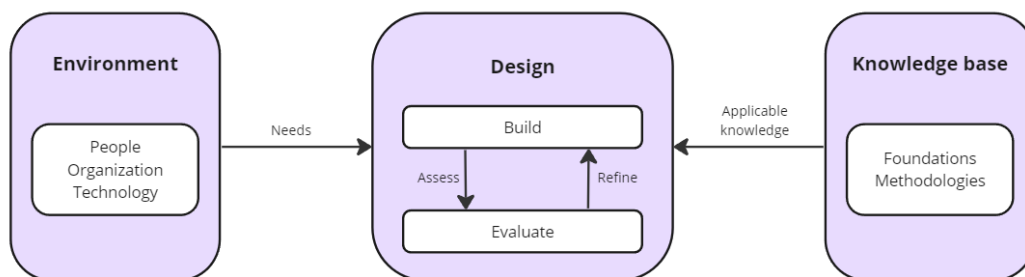 Environment
People
Organization
Technology
Needs
Design
Build
Assess
Refine
Evaluate
Applicable
knowledge
Knowledge base
Foundations
Methodologies